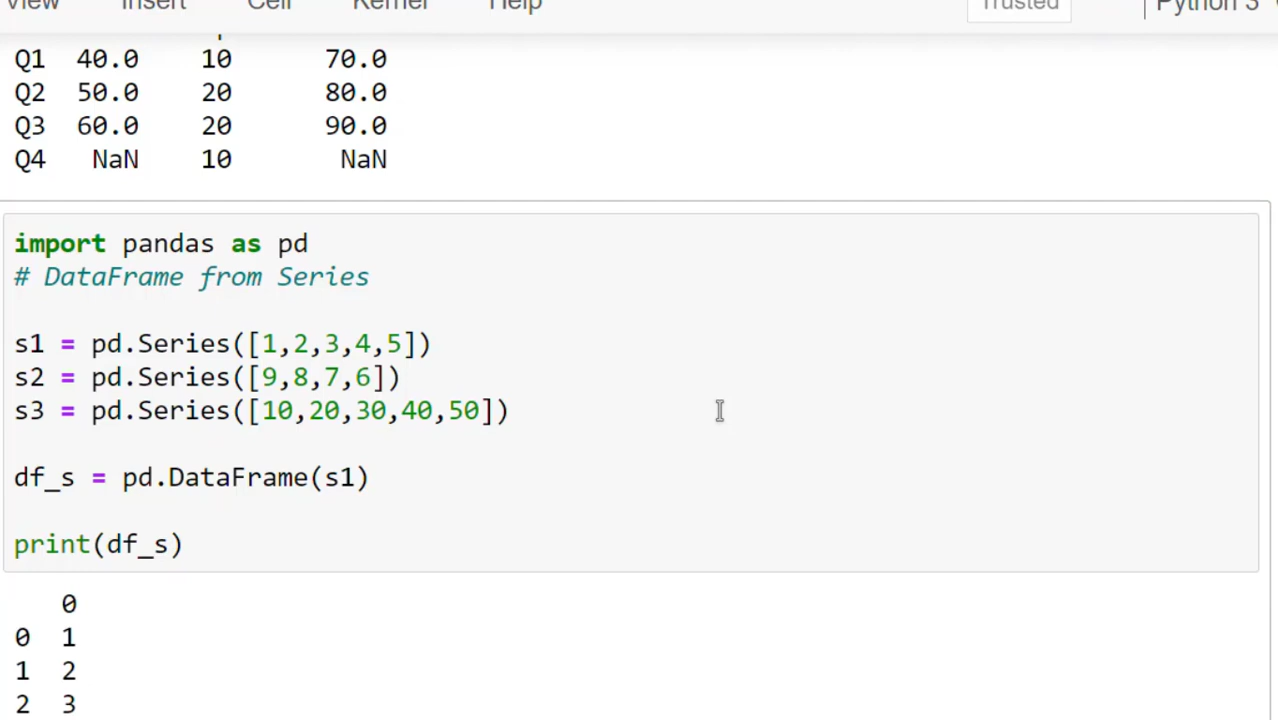 View Insert Cell Kernel Help Trusted Python 3
Q1 40.0 10 70.0
Q2 50.0 20 80.0
Q3 60.0 20 90.0
Q4 NaN 10 NaN
import pandas as pd
# DataFrame from Series
s1 = pd.Series([1,2,3,4,5])
s2 = pd.Series([9,8,7,6])
s3 = pd.Series([10,20,30,40,50])
df_s = pd.DataFrame(s1)
print(df_s)
0
0 1
1 2
2 3